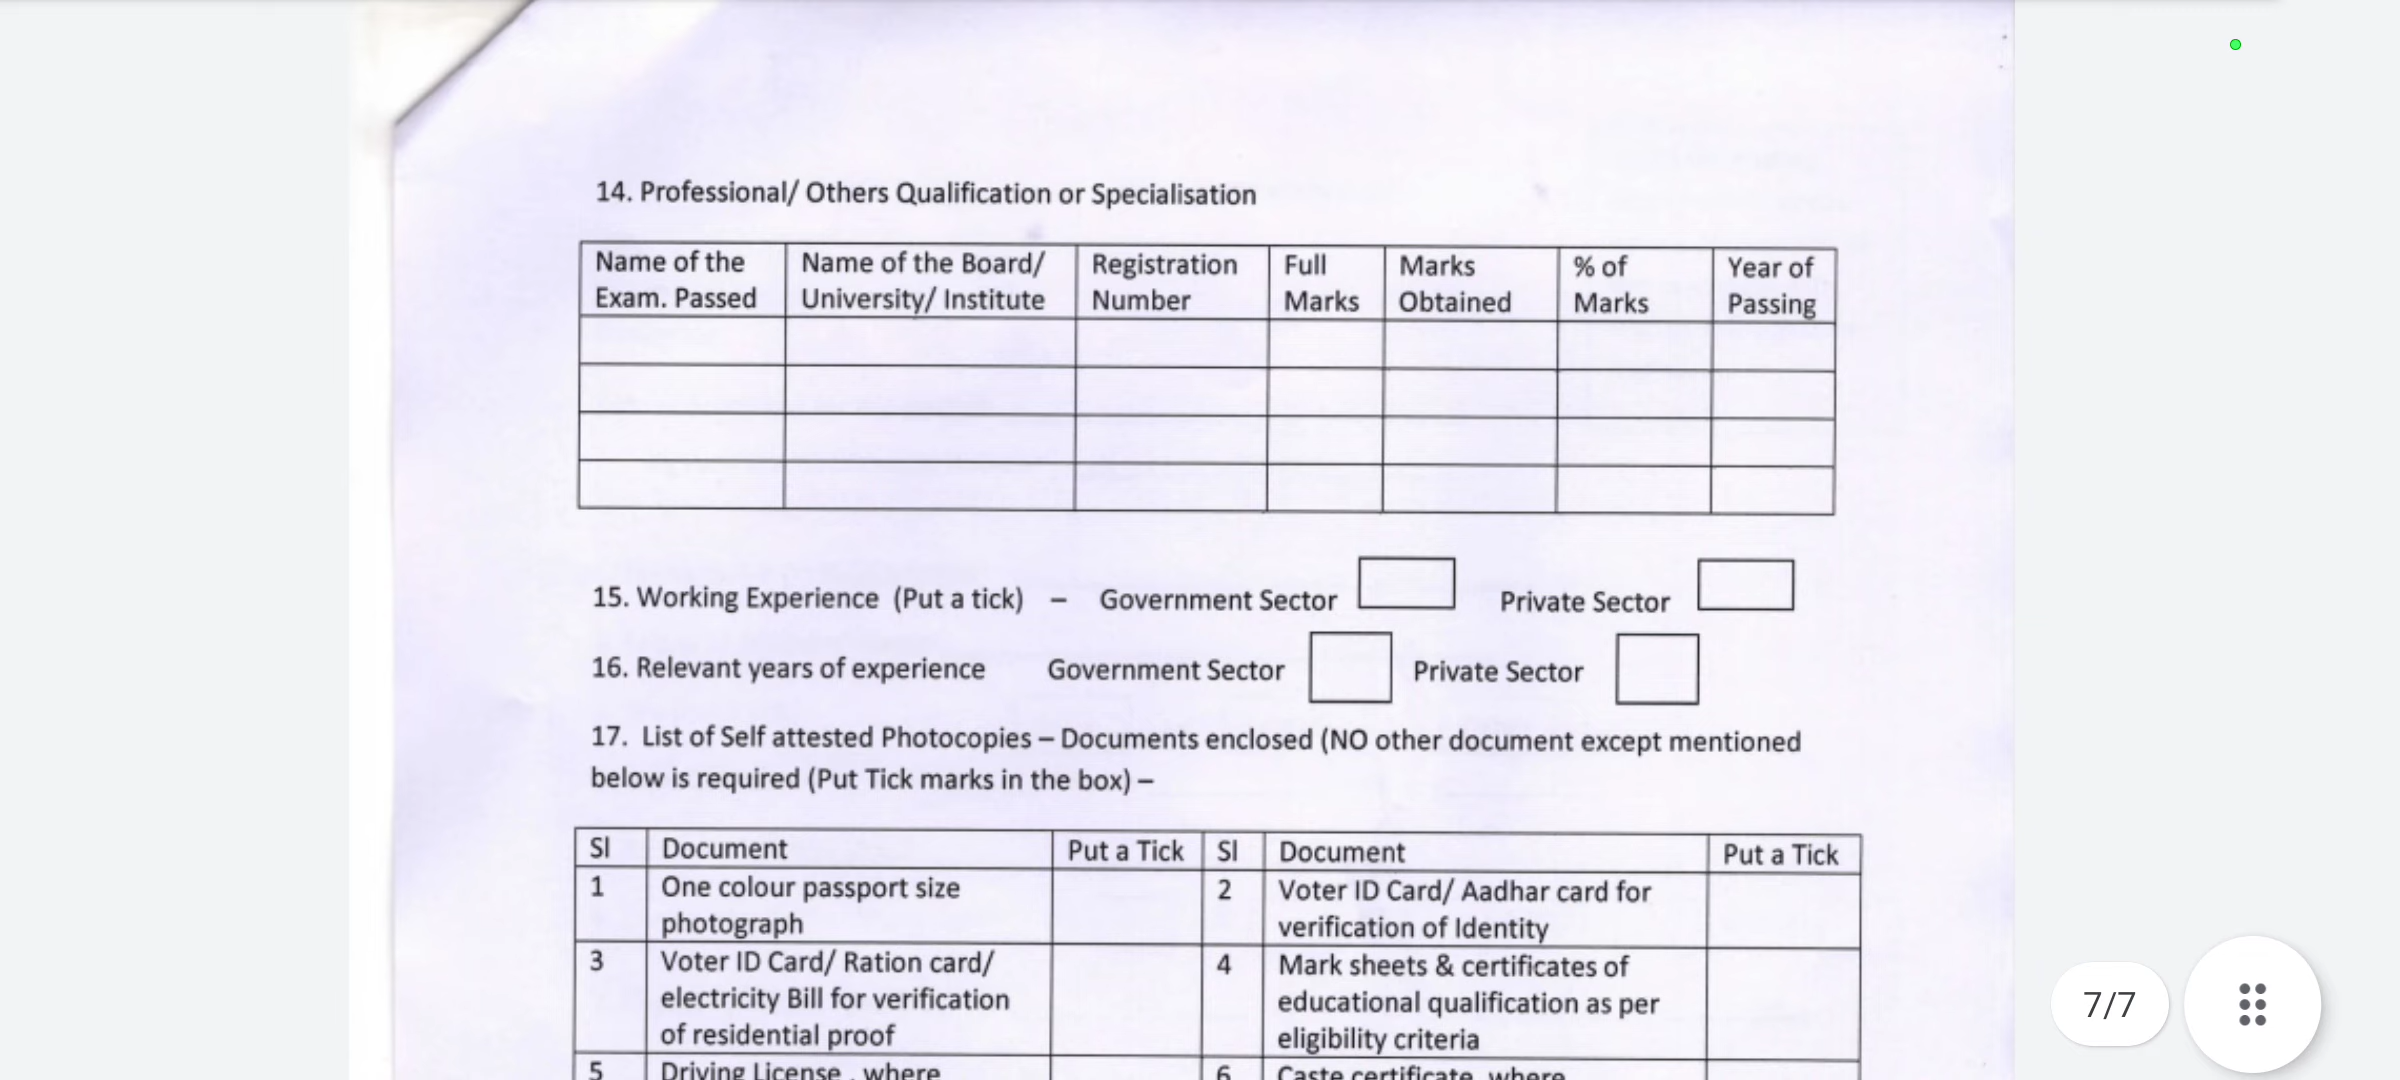 14. Professional/ Others Qualification or Specialisation
Name of the Exam. Passed | Name of the Board/ University/ Institute | Registration Number | Full Marks | Marks Obtained | % of Marks | Year of Passing
15. Working Experience (Put a tick) – Government Sector Private Sector
16. Relevant years of experience Government Sector Private Sector
17. List of Self attested Photocopies – Documents enclosed (NO other document except mentioned
below is required (Put Tick marks in the box) –
Sl | Document | Put a Tick | Sl | Document | Put a Tick
1 | One colour passport size photograph | 2 | Voter ID Card/ Aadhar card for verification of Identity
3 | Voter ID Card/ Ration card/ electricity Bill for verification of residential proof | 4 | Mark sheets & certificates of educational qualification as per eligibility criteria
5 | Driving License , where | 6 | Caste certificate, where
7/7